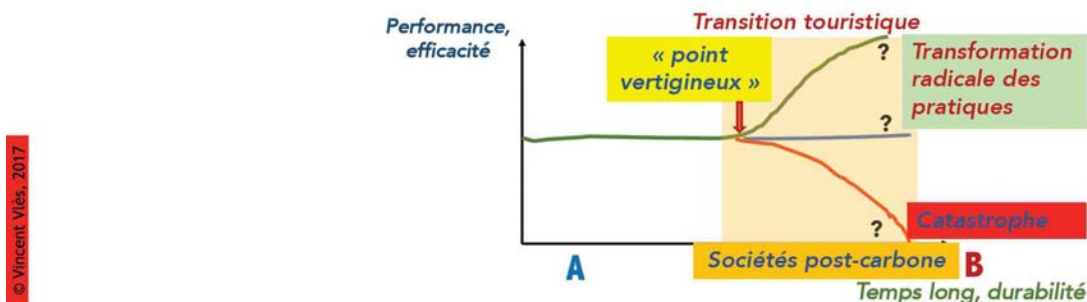 Performance,
efficacité
Transition touristique
« point
vertigineux »
?
Transformation
radicale des
pratiques
?
?
Catastrophe
A
Sociétés post-carbone
B
Temps long, durabilité
© Vincent Vlès, 2017